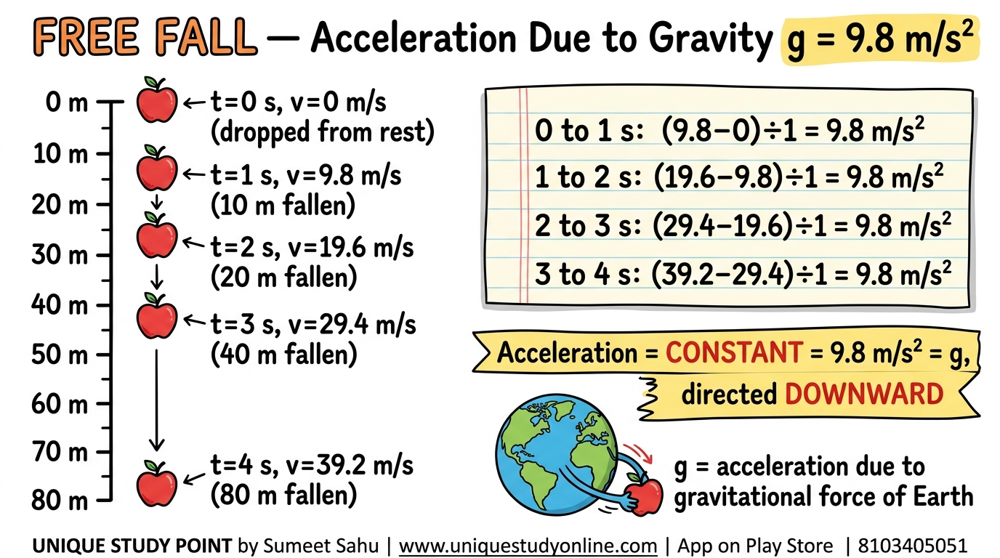 FREE FALL — Acceleration Due to Gravity g = 9.8 m/s²
0 m
10 m
20 m
30 m
40 m
50 m
60 m
70 m
80 m
t=0 s, v=0 m/s
(dropped from rest)
t=1 s, v=9.8 m/s
(10 m fallen)
t=2 s, v=19.6 m/s
(20 m fallen)
t=3 s, v=29.4 m/s
(40 m fallen)
t=4 s, v=39.2 m/s
(80 m fallen)
0 to 1 s: (9.8−0)÷1 = 9.8 m/s²
1 to 2 s: (19.6−9.8)÷1 = 9.8 m/s²
2 to 3 s: (29.4−19.6)÷1 = 9.8 m/s²
3 to 4 s: (39.2−29.4)÷1 = 9.8 m/s²
Acceleration = CONSTANT = 9.8 m/s² = g,
directed DOWNWARD
g = acceleration due to
gravitational force of Earth
UNIQUE STUDY POINT by Sumeet Sahu | www.uniquestudyonline.com | App on Play Store | 8103405051